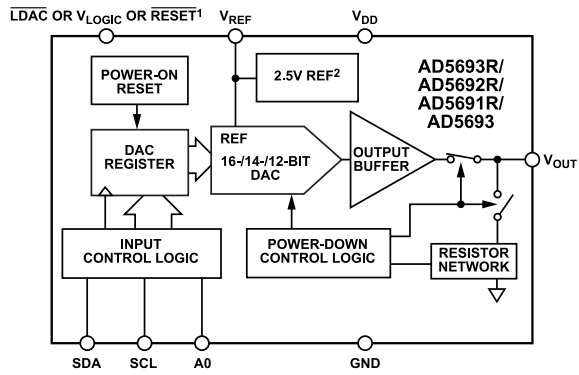 LDAC OR VLOGIC OR RESET1
VREF
VDD
POWER-ON
RESET
2.5V REF2
AD5693R/
AD5692R/
AD5691R/
AD5693
DAC
REGISTER
REF
16-/14-/12-BIT
DAC
OUTPUT
BUFFER
VOUT
INPUT
CONTROL LOGIC
POWER-DOWN
CONTROL LOGIC
RESISTOR
NETWORK
SDA
SCL
A0
GND